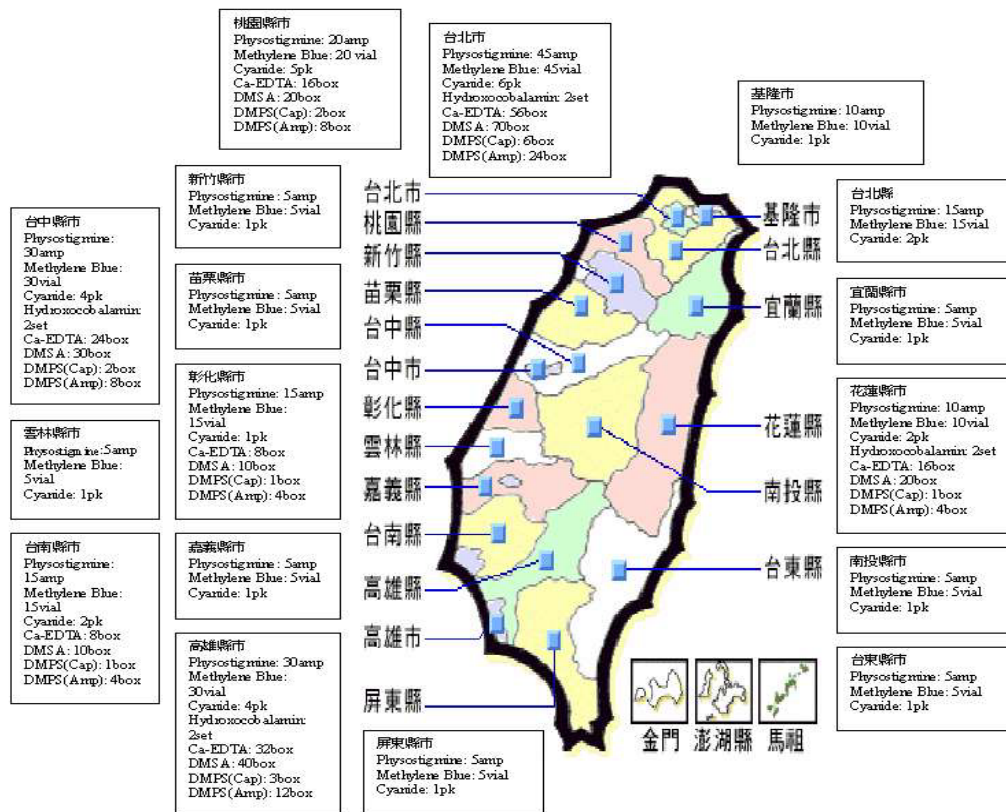 桃園縣市
Physostigmine: 20amp
Methylene Blue: 20 vial
Cyanide: 5pk
Ca-EDTA: 16box
DMSA: 20box
DMPS(Cap): 2box
DMPS(Amp): 8box
台北市
Physostigmine: 45amp
Methylene Blue: 45vial
Cyanide: 6pk
Hydroxocobalamin: 2set
Ca-EDTA: 56box
DMSA: 70box
DMPS(Cap): 6box
DMPS(Amp): 24box
基隆市
Physostigmine: 10amp
Methylene Blue: 10vial
Cyanide: 1pk
新竹縣市
Physostigmine: 5amp
Methylene Blue: 5vial
Cyanide: 1pk
台北縣
Physostigmine: 15amp
Methylene Blue: 15vial
Cyanide: 2pk
台中縣市
Physostigmine:
30amp
Methylene Blue:
30vial
Cyanide: 4pk
Hydroxocobalamin:
2set
Ca-EDTA: 24box
DMSA: 30box
DMPS(Cap): 2box
DMPS(Amp): 8box
苗栗縣市
Physostigmine: 5amp
Methylene Blue: 5vial
Cyanide: 1pk
宜蘭縣市
Physostigmine: 5amp
Methylene Blue: 5vial
Cyanide: 1pk
彰化縣市
Physostigmine: 15amp
Methylene Blue:
15vial
Cyanide: 1pk
Ca-EDTA: 8box
DMSA: 10box
DMPS(Cap): 1box
DMPS(Amp): 4box
花蓮縣市
Physostigmine: 10amp
Methylene Blue: 10vial
Cyanide: 2pk
Hydroxocobalamin: 2set
Ca-EDTA: 16box
DMSA: 20box
DMPS(Cap): 1box
DMPS(Amp): 4box
雲林縣市
Physostigmine: 5amp
Methylene Blue:
5vial
Cyanide: 1pk
台南縣市
Physostigmine:
15amp
Methylene Blue:
15vial
Cyanide: 2pk
Ca-EDTA: 8box
DMSA: 10box
DMPS(Cap): 1box
DMPS(Amp): 4box
嘉義縣市
Physostigmine: 5amp
Methylene Blue: 5vial
Cyanide: 1pk
南投縣市
Physostigmine: 5amp
Methylene Blue: 5vial
Cyanide: 1pk
高雄縣市
Physostigmine: 30amp
Methylene Blue:
30vial
Cyanide: 4pk
Hydroxocobalamin:
2set
Ca-EDTA: 32box
DMSA: 40box
DMPS(Cap): 3box
DMPS(Amp): 12box
台東縣市
Physostigmine: 5amp
Methylene Blue: 5vial
Cyanide: 1pk
屏東縣市
Physostigmine: 5amp
Methylene Blue: 5vial
Cyanide: 1pk
台北市
桃園縣
新竹縣
苗栗縣
台中縣
台中市
彰化縣
雲林縣
嘉義縣
台南縣
高雄縣
高雄市
屏東縣
基隆市
台北縣
宜蘭縣
花蓮縣
南投縣
台東縣
金門 澎湖縣 馬祖